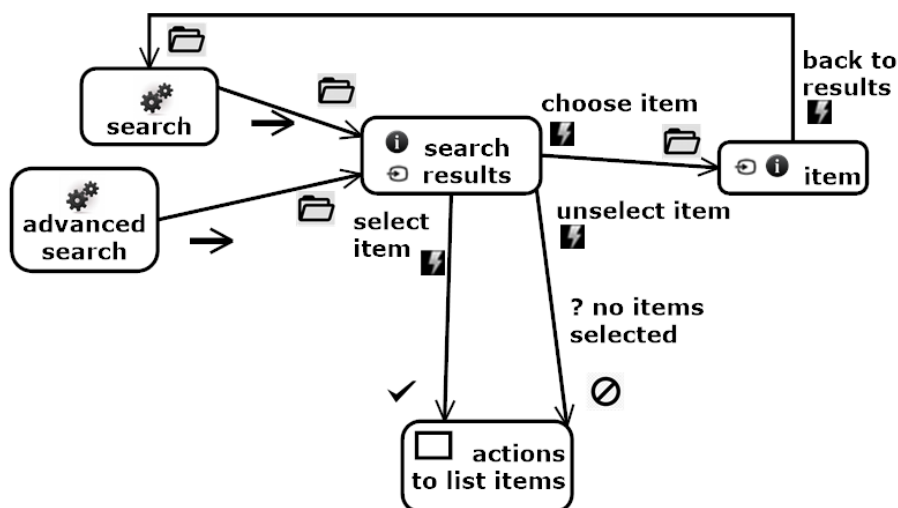 back to
results
search
choose item
search
results
item
advanced
search
select
item
unselect item
? no items
selected
actions
to list items